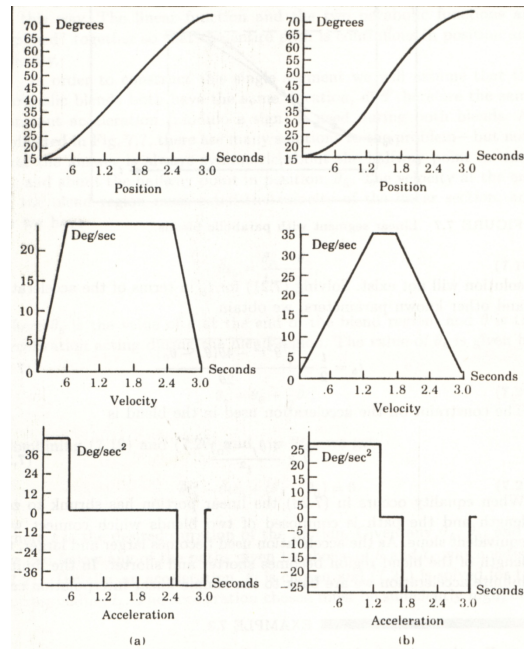 70 Degrees
65
60
55
50
45
40
35
30
25
20
15
.6 1.2 1.8 2.4 3.0 Seconds
Position
70 Degrees
65
60
55
50
45
40
35
30
25
20
15
.6 1.2 1.8 2.4 3.0 Seconds
Position
Deg/sec
20
15
10
5
0
Seconds
.6 1.2 1.8 2.4 3.0
Velocity
35 Deg/sec
30
25
20
15
10
5
0
Seconds
.6 1.2 1.8 2.4 3.0
Velocity
36 Deg/sec²
24
12
0
-12
-24
-36
Seconds
.6 1.2 1.8 2.4 3.0
Acceleration
(a)
25 Deg/sec²
20
15
10
5
0
-5
-10
-15
-20
-25
Seconds
.6 1.2 1.8 2.4 3.0
Acceleration
(b)